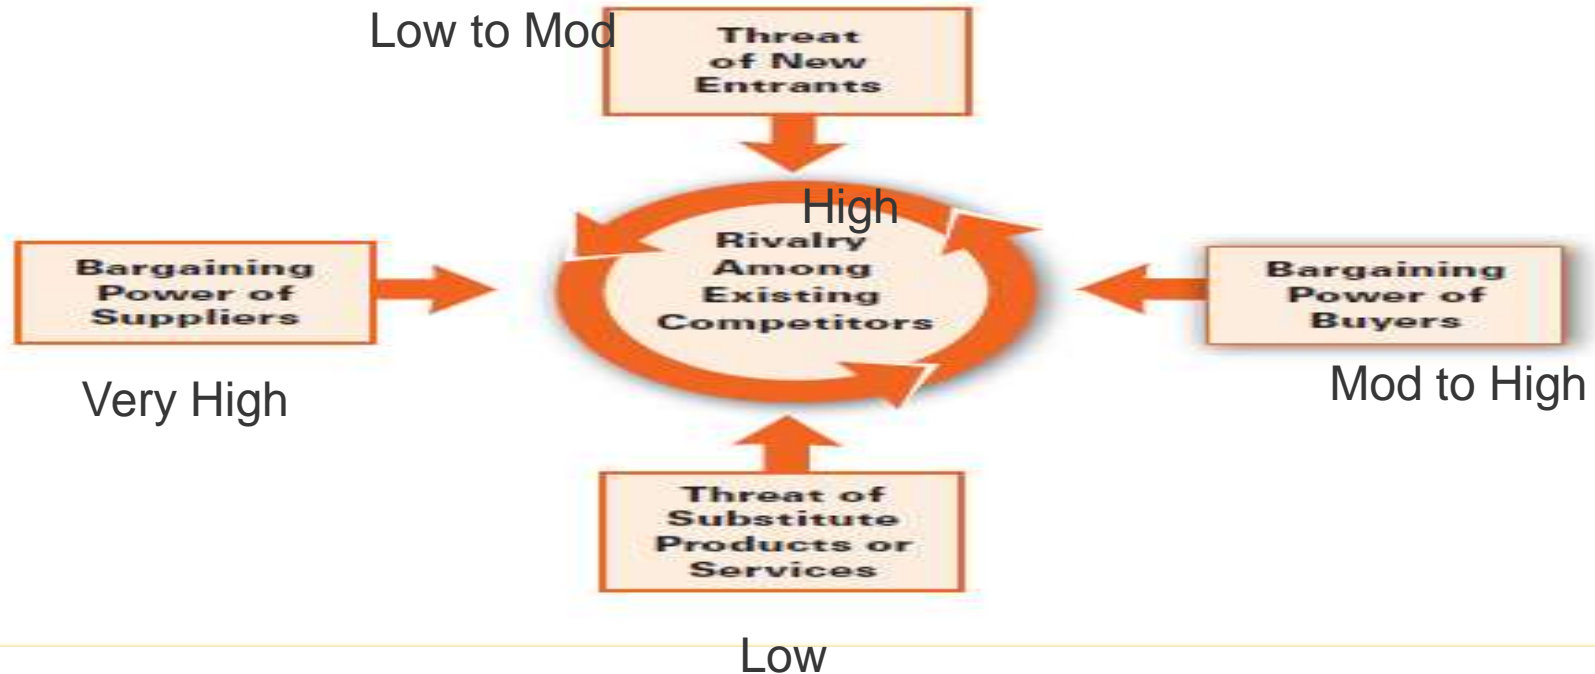 Low to Mod
Threat
of New
Entrants
High
Rivalry
Among
Existing
Competitors
Bargaining
Power of
Suppliers
Very High
Bargaining
Power of
Buyers
Mod to High
Threat of
Substitute
Products or
Services
Low